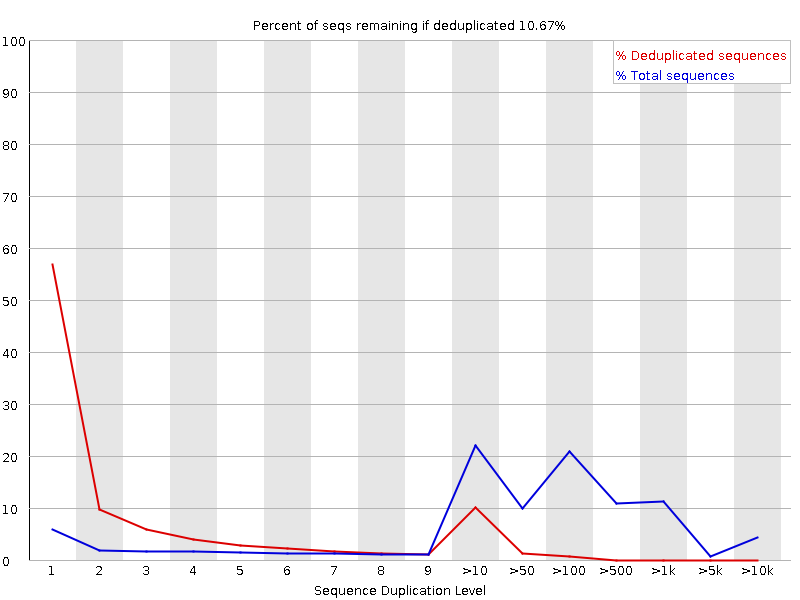 Percent of seqs remaining if deduplicated 10.67%
% Deduplicated sequences
% Total sequences
100
90
80
70
60
50
40
30
20
10
0
1 2 3 4 5 6 7 8 9 >10 >50 >100 >500 >1k >5k >10k
Sequence Duplication Level